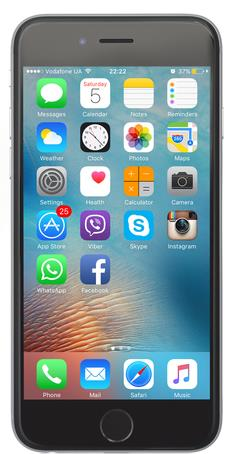 Vodafone UA 22:22 37%
Saturday
5
Messages Calendar Notes Reminders
280
Weather Clock Photos Maps
Settings Health Calculator Camera
25
App Store Viber Skype Instagram
WhatsApp Facebook
Phone Mail Safari Music